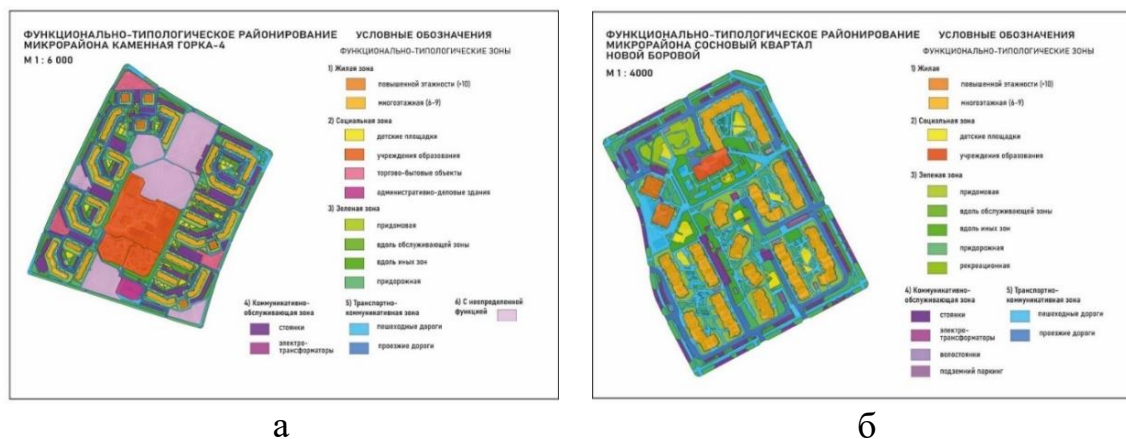 ФУНКЦИОНАЛЬНО-ТИПОЛОГИЧЕСКОЕ РАЙОНИРОВАНИЕ
МИКРОРАЙОНА КАМЕННАЯ ГОРКА-4
М 1 : 6 000
УСЛОВНЫЕ ОБОЗНАЧЕНИЯ
ФУНКЦИОНАЛЬНО-ТИПОЛОГИЧЕСКИЕ ЗОНЫ
1) Жилая зона
повышенной этажности (>10)
многоэтажная (6-9)
2) Социальная зона
детские площадки
учреждения образования
торгово-бытовые объекты
административно-деловые здания
3) Зеленая зона
придомовая
вдоль обслуживающей зоны
вдоль иных зон
придорожная
4) Коммуникативно-
обслуживающая зона
стоянки
электро-
трансформаторы
5) Транспортно-
коммуникативная зона
пешеходные дороги
проезжие дороги
6) С неопределенной
функцией
а
ФУНКЦИОНАЛЬНО-ТИПОЛОГИЧЕСКОЕ РАЙОНИРОВАНИЕ
МИКРОРАЙОНА СОСНОВЫЙ КВАРТАЛ
НОВОЙ БОРОВОЙ
М 1 : 4000
УСЛОВНЫЕ ОБОЗНАЧЕНИЯ
ФУНКЦИОНАЛЬНО-ТИПОЛОГИЧЕСКИЕ ЗОНЫ
1) Жилая зона
повышенной этажности (>10)
многоэтажная (6-9)
2) Социальная зона
детские площадки
учреждения образования
3) Зеленая зона
придомовая
вдоль обслуживающей зоны
вдоль иных зон
придорожная
рекреационная
4) Коммуникативно-
обслуживающая зона
стоянки
электро-
трансформаторы
велостоянки
подземный паркинг
5) Транспортно-
коммуникативная зона
пешеходные дороги
проезжие дороги
б